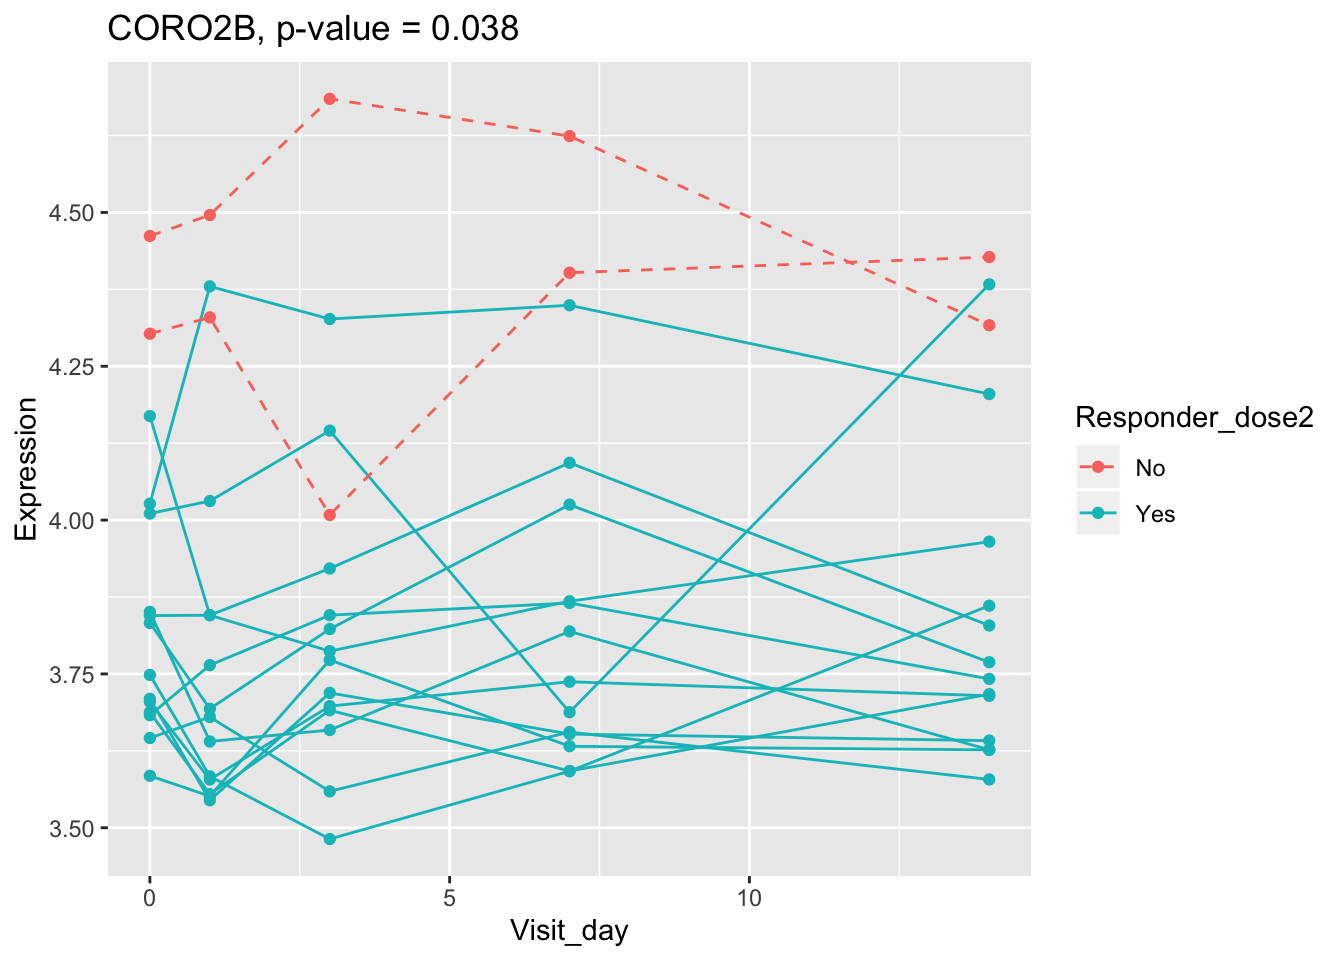 CORO2B, p-value = 0.038
Expression
4.50
4.25
4.00
3.75
3.50
0
5
10
Visit_day
Responder_dose2
No
Yes